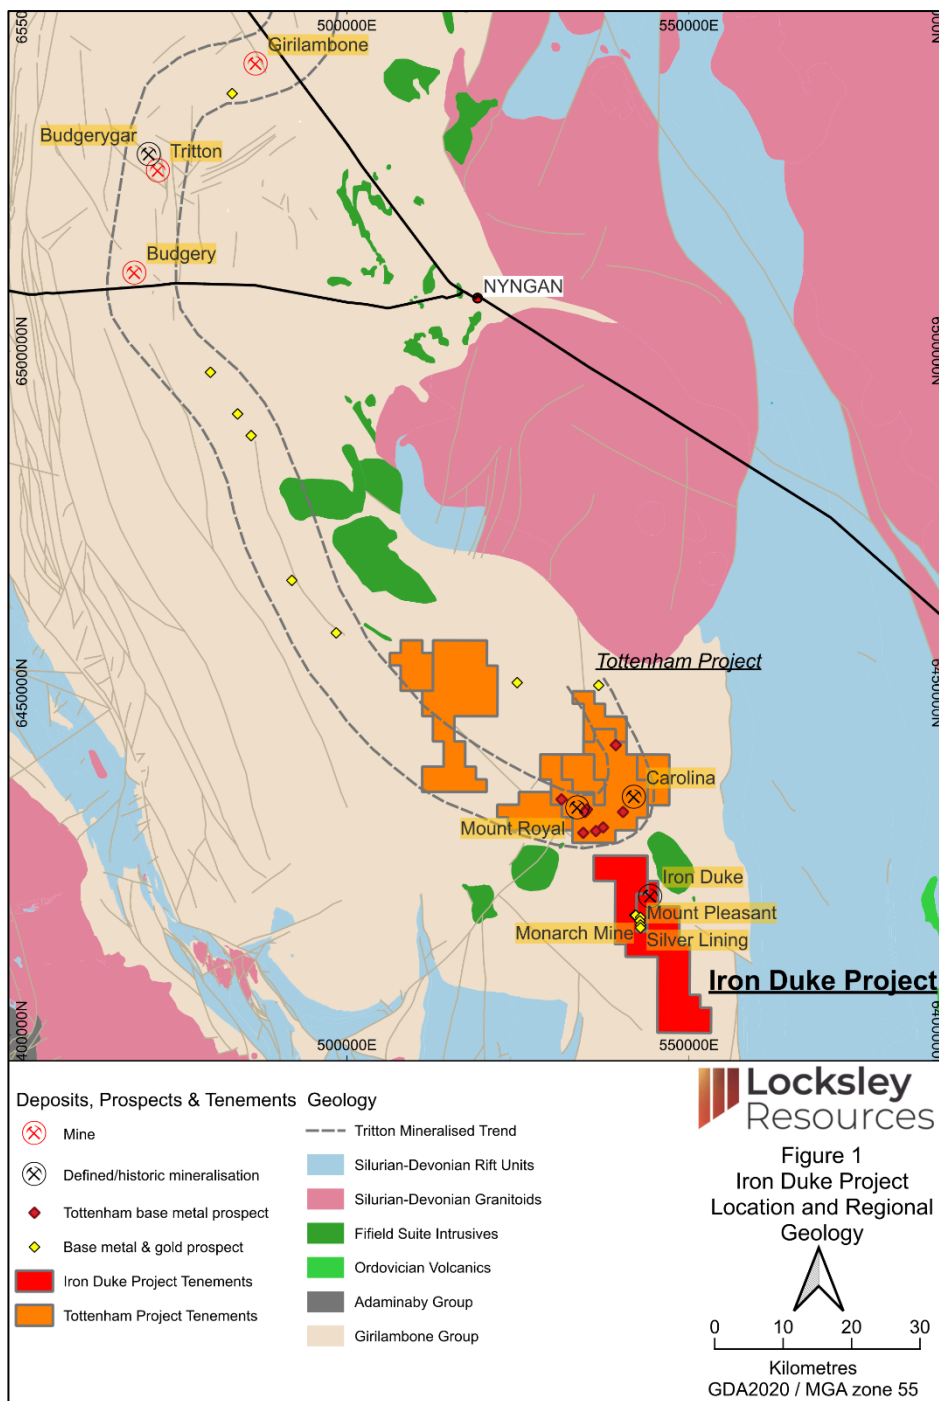 500000E
550000E
6550
000N
Girilambone
Budgerygar
Tritton
Budgery
NYNGAN
6500000N
6500000N
Tottenham Project
6450000N
6450000N
Carolina
Mount Royal
Iron Duke
Mount Pleasant
Monarch Mine
Silver Lining
Iron Duke Project
400000N
6400000N
500000E
550000E
Locksley
Resources
Deposits, Prospects & Tenements
Mine
Defined/historic mineralisation
Tottenham base metal prospect
Base metal & gold prospect
Iron Duke Project Tenements
Tottenham Project Tenements
Geology
Tritton Mineralised Trend
Silurian-Devonian Rift Units
Silurian-Devonian Granitoids
Fifield Suite Intrusives
Ordovician Volcanics
Adaminaby Group
Girilambone Group
Figure 1
Iron Duke Project
Location and Regional
Geology
0 10 20 30
Kilometres
GDA2020 / MGA zone 55